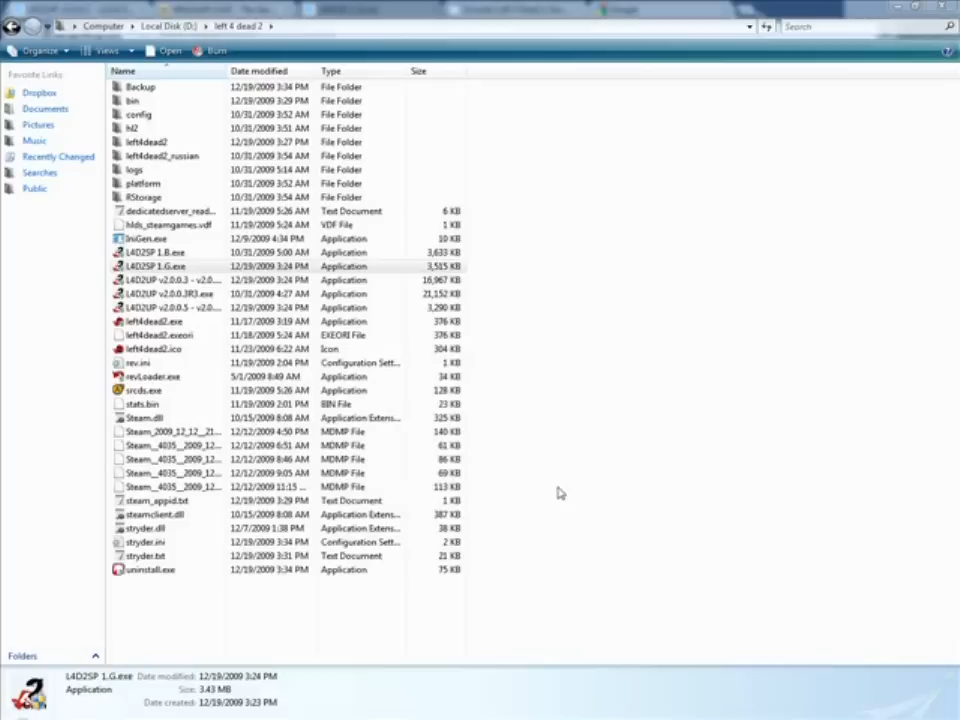 Computer ▸ Local Disk (D:) ▸ left 4 dead 2 ▸ Search
Organize Views Open Burn
Favorite Links Name Date modified Type Size
Dropbox
Documents
Pictures
Music
Recently Changed
Searches
Public
Backup 12/19/2009 3:34 PM File Folder
bin 12/19/2009 3:29 PM File Folder
config 10/31/2009 3:52 AM File Folder
hl2 10/31/2009 3:51 AM File Folder
left4dead2 12/19/2009 3:27 PM File Folder
left4dead2_russian 10/31/2009 3:54 AM File Folder
logs 10/31/2009 5:14 AM File Folder
platform 10/31/2009 3:52 AM File Folder
RStorage 10/31/2009 3:54 AM File Folder
dedicatedserver_read... 11/19/2009 5:26 AM Text Document 6 KB
hlds_steamgames.vdf 11/19/2009 5:24 AM VDF File 1 KB
IniGen.exe 12/9/2009 4:34 PM Application 10 KB
L4D2SP 1.B.exe 10/31/2009 5:00 AM Application 3,633 KB
L4D2SP 1.G.exe 12/19/2009 3:24 PM Application 3,515 KB
L4D2UP v2.0.0.3 - v2.0.... 12/19/2009 3:24 PM Application 16,967 KB
L4D2UP v2.0.0.3R3.exe 10/31/2009 4:27 AM Application 21,152 KB
L4D2UP v2.0.0.5 - v2.0.... 12/19/2009 3:24 PM Application 3,290 KB
left4dead2.exe 11/17/2009 3:19 AM Application 376 KB
left4dead2.exeori 11/18/2009 5:24 AM EXEORI File 376 KB
left4dead2.ico 11/23/2009 6:22 AM Icon 304 KB
rev.ini 11/19/2009 2:04 PM Configuration Sett... 1 KB
revLoader.exe 5/1/2009 8:49 AM Application 34 KB
srcds.exe 11/19/2009 5:26 AM Application 128 KB
stats.bin 11/19/2009 2:01 PM BIN File 23 KB
Steam.dll 10/15/2009 8:08 AM Application Extens... 325 KB
Steam_2009_12_12__21... 12/12/2009 4:50 PM MDMP File 140 KB
Steam__4035__2009_12... 12/12/2009 6:51 AM MDMP File 61 KB
Steam__4035__2009_12... 12/12/2009 8:46 AM MDMP File 86 KB
Steam__4035__2009_12... 12/12/2009 9:05 AM MDMP File 69 KB
Steam__4035__2009_12... 12/12/2009 11:15 ... MDMP File 113 KB
steam_appid.txt 12/19/2009 3:29 PM Text Document 1 KB
steamclient.dll 10/15/2009 8:08 AM Application Extens... 387 KB
stryder.dll 12/7/2009 1:38 PM Application Extens... 38 KB
stryder.ini 12/19/2009 3:34 PM Configuration Sett... 2 KB
stryder.txt 12/19/2009 3:31 PM Text Document 21 KB
uninstall.exe 12/19/2009 3:34 PM Application 75 KB
Folders
L4D2SP 1.G.exe Date modified: 12/19/2009 3:24 PM
Application Size: 3.43 MB
Date created: 12/19/2009 3:23 PM